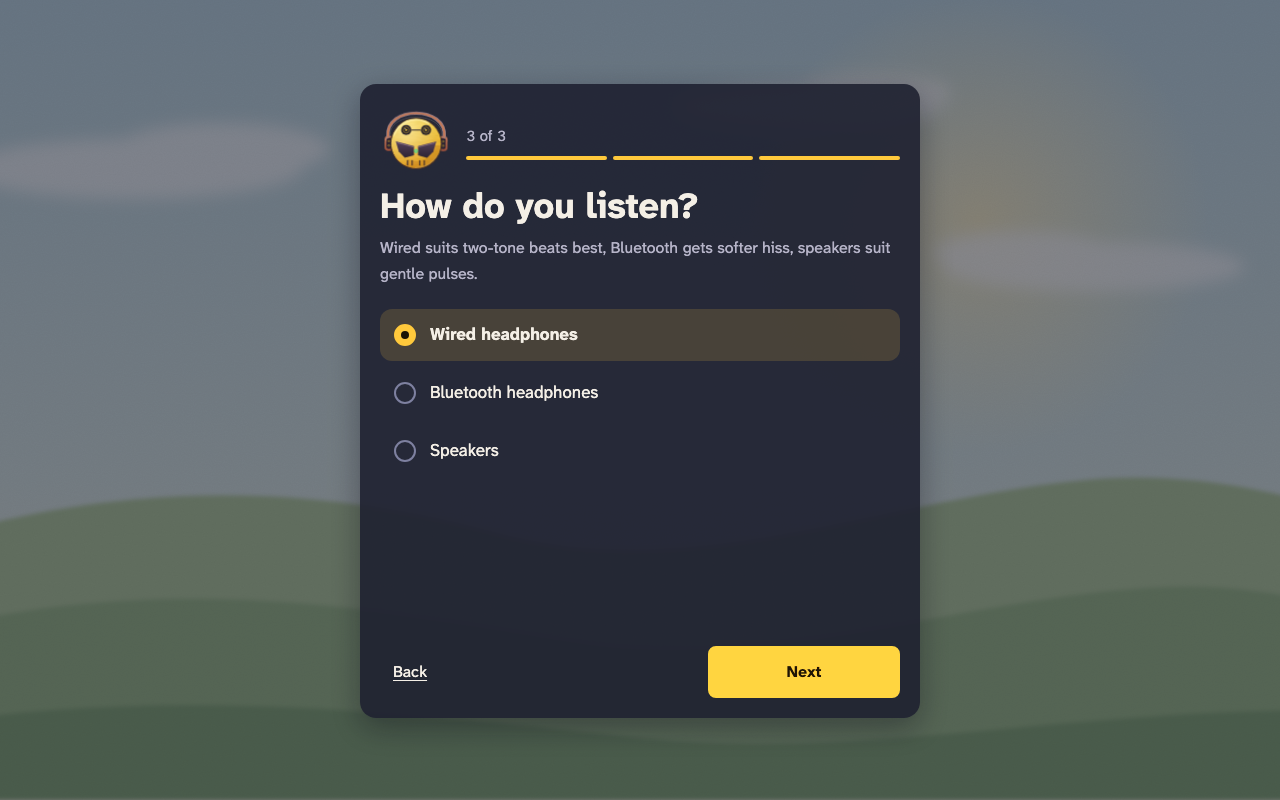 3 of 3
How do you listen?
Wired suits two-tone beats best, Bluetooth gets softer hiss, speakers suit
gentle pulses.
Wired headphones
Bluetooth headphones
Speakers
Back
Next